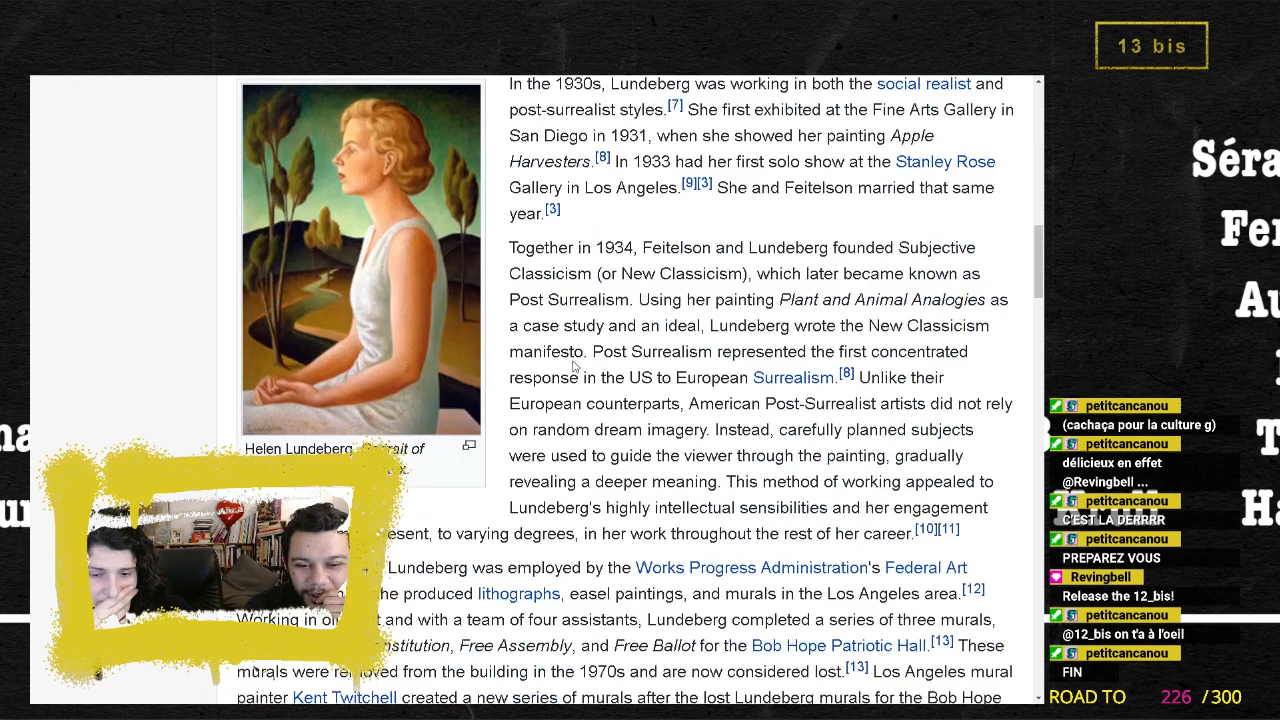 13 bis
In the 1930s, Lundeberg was working in both the social realist and
post-surrealist styles.[7] She first exhibited at the Fine Arts Gallery in
San Diego in 1931, when she showed her painting Apple
Harvesters.[8] In 1933 had her first solo show at the Stanley Rose
Gallery in Los Angeles.[9][3] She and Feitelson married that same
year.[3]
Together in 1934, Feitelson and Lundeberg founded Subjective
Classicism (or New Classicism), which later became known as
Post Surrealism. Using her painting Plant and Animal Analogies as
a case study and an ideal, Lundeberg wrote the New Classicism
manifesto. Post Surrealism represented the first concentrated
response in the US to European Surrealism.[8] Unlike their
European counterparts, American Post-Surrealist artists did not rely
on random dream imagery. Instead, carefully planned subjects
were used to guide the viewer through the painting, gradually
revealing a deeper meaning. This method of working appealed to
Lundeberg's highly intellectual sensibilities and her engagement
esent, to varying degrees, in her work throughout the rest of her career.[10][11]
Lundeberg was employed by the Works Progress Administration's Federal Art
he produced lithographs, easel paintings, and murals in the Los Angeles area.[12]
Working in oi t and with a team of four assistants, Lundeberg completed a series of three murals,
nstitution, Free Assembly, and Free Ballot for the Bob Hope Patriotic Hall.[13] These
murals were removed from the building in the 1970s and are now considered lost.[13] Los Angeles mural
painter Kent Twitchell created a new series of murals after the lost Lundeberg murals for the Bob Hope
Helen Lundeberg, Portrait of
Séra
Fer
Au
T
Ha
na
ur
petitcancanou
(cachaça pour la culture g)
petitcancanou
délicieux en effet
@Revingbell ...
petitcancanou
C'EST LA DERRRR
petitcancanou
PREPAREZ VOUS
Revingbell
Release the 12_bis!
petitcancanou
@12_bis on t'a à l'oeil
petitcancanou
FIN
ROAD TO 226 /300